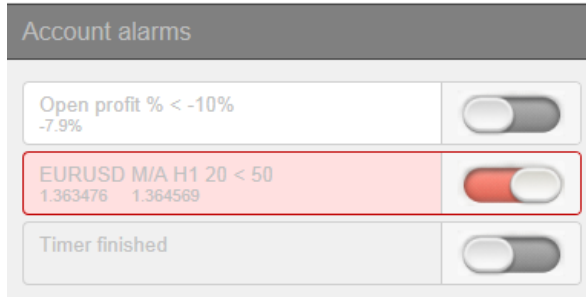 Account alarms
Open profit % < -10%
-7.9%
EURUSD M/A H1 20 < 50
1.363476 1.364569
Timer finished